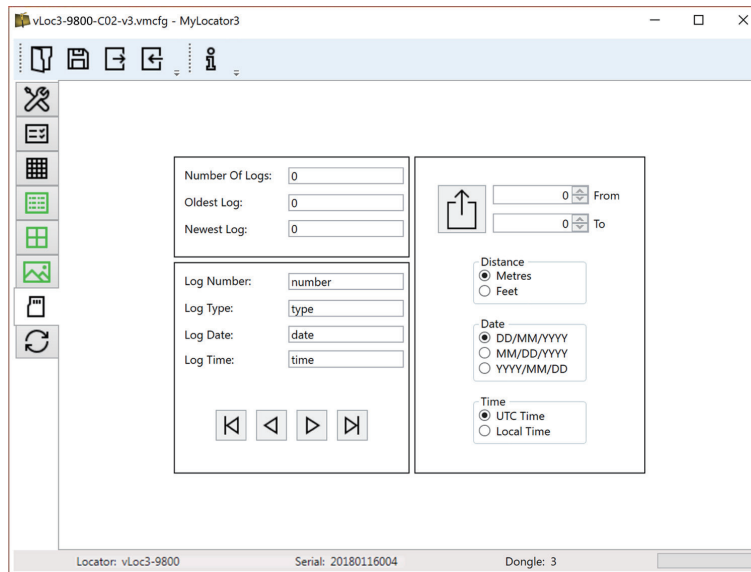 vLoc3-9800-C02-v3.vmcfg - MyLocator3
Number Of Logs: 0
Oldest Log: 0
Newest Log: 0
Log Number: number
Log Type: type
Log Date: date
Log Time: time
0 From
0 To
Distance
Metres
Feet
Date
DD/MM/YYYY
MM/DD/YYYY
YYYY/MM/DD
Time
UTC Time
Local Time
Locator: vLoc3-9800 Serial: 20180116004 Dongle: 3